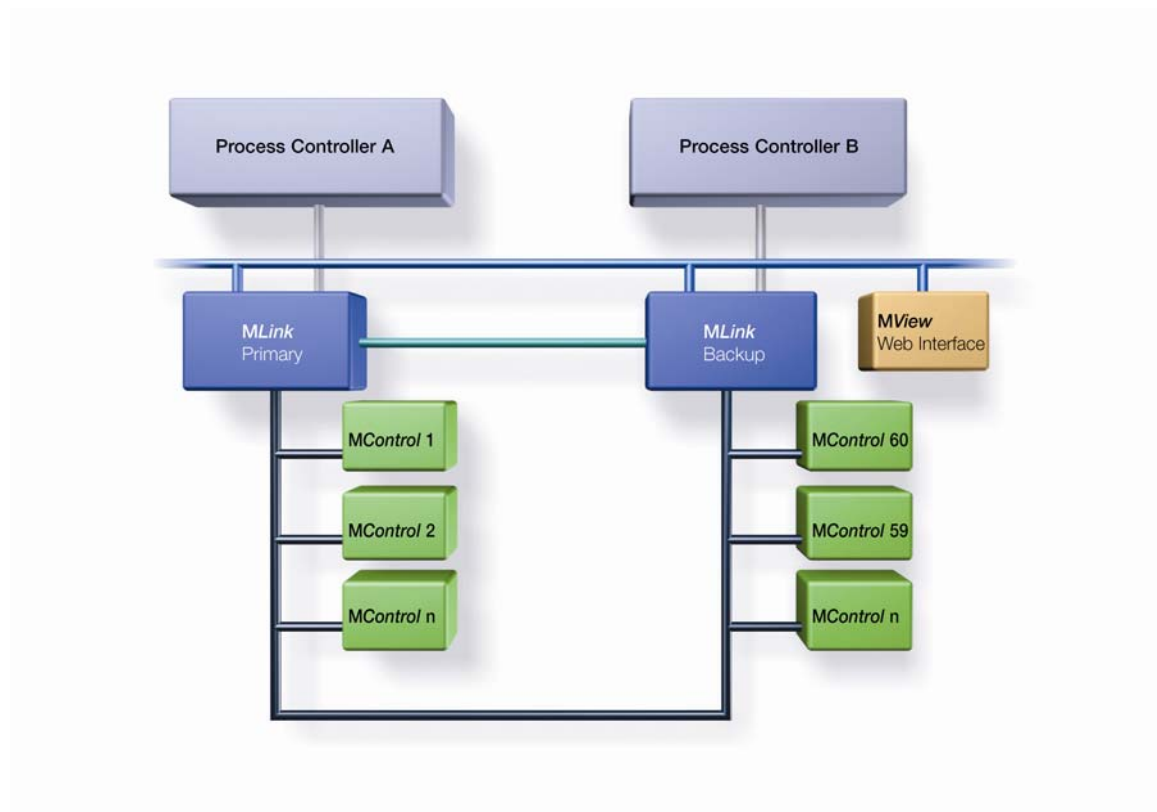 Process Controller A
Process Controller B
MLink
Primary
MLink
Backup
MView
Web Interface
MControl 1
MControl 60
MControl 2
MControl 59
MControl n
MControl n